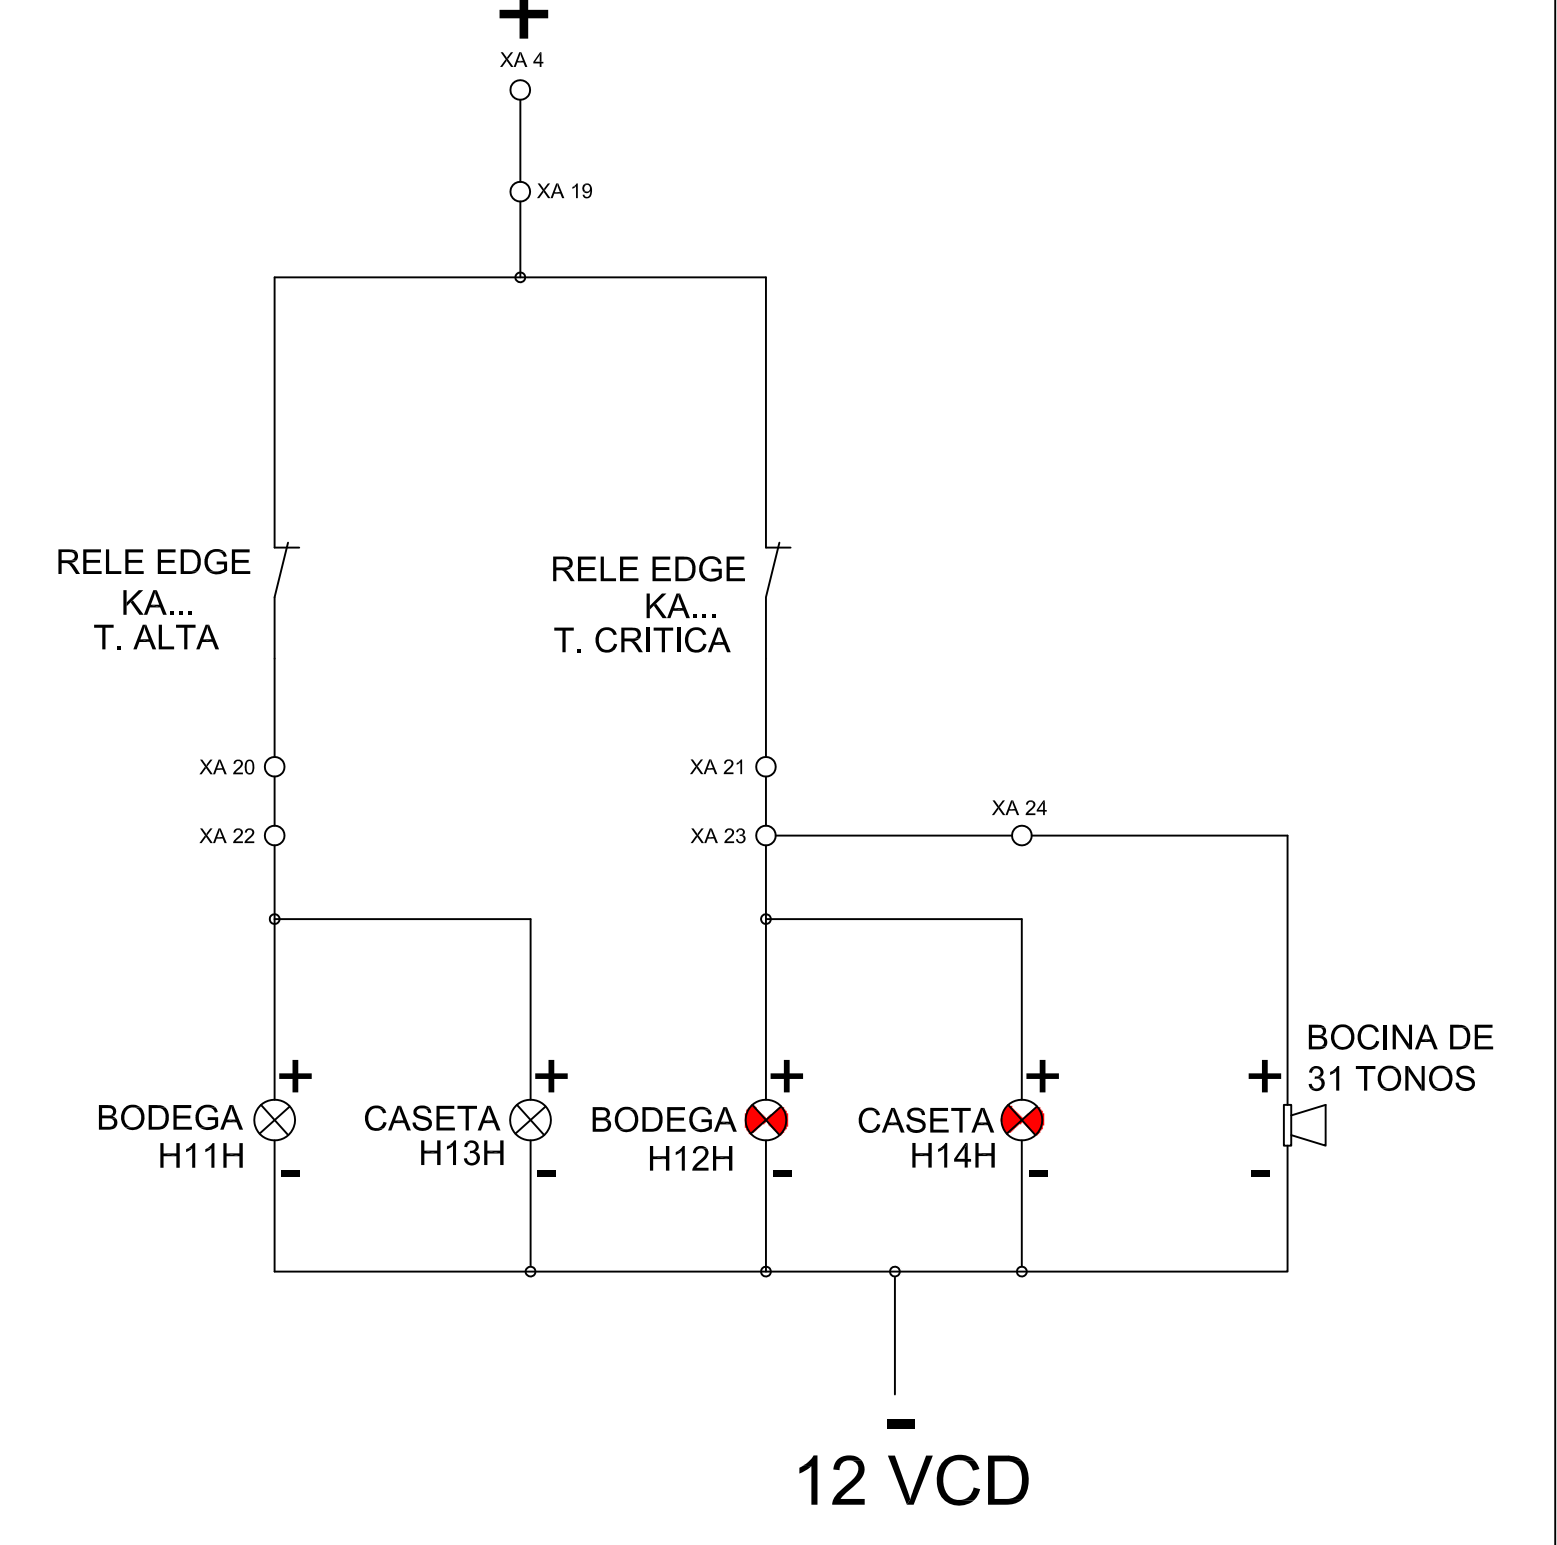 +
XA 4
XA 19
RELE EDGE
KA...
T. ALTA
RELE EDGE
KA...
T. CRITICA
XA 20
XA 21
XA 22
XA 23
XA 24
+
BODEGA
H11H
-
+
CASETA
H13H
-
+
BODEGA
H12H
-
+
CASETA
H14H
-
BOCINA DE
31 TONOS
+
-
-
12 VCD